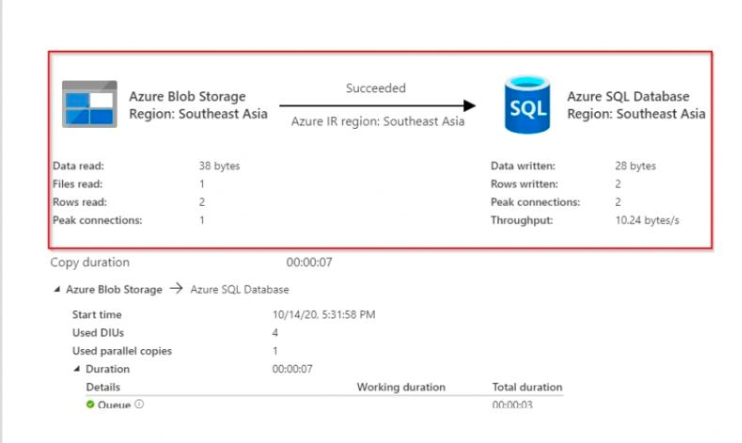 Azure Blob Storage
Region: Southeast Asia
Succeeded
Azure IR region: Southeast Asia
SQL
Azure SQL Database
Region: Southeast Asia
Data read: 38 bytes
Files read: 1
Rows read: 2
Peak connections: 1
Data written: 28 bytes
Rows written: 2
Peak connections: 2
Throughput: 10.24 bytes/s
Copy duration 00:00:07
Azure Blob Storage → Azure SQL Database
Start time 10/14/20, 5:31:58 PM
Used DIUs 4
Used parallel copies 1
Duration 00:00:07
Details Working duration Total duration
Queue 00:00:03